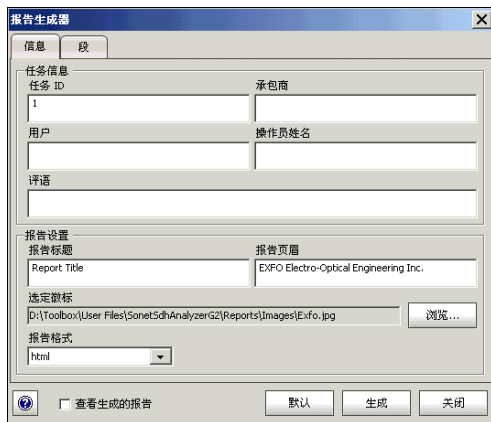 报告生成器
信息 段
任务信息
任务 ID 承包商
1
用户 操作员姓名
评语
报告设置
报告标题 报告页眉
Report Title EXFO Electro-Optical Engineering Inc.
选定徽标
D:\Toolbox\User Files\SonetSdhAnalyzerG2\Reports\Images\Exfo.jpg 浏览...
报告格式
html
查看生成的报告 默认 生成 关闭